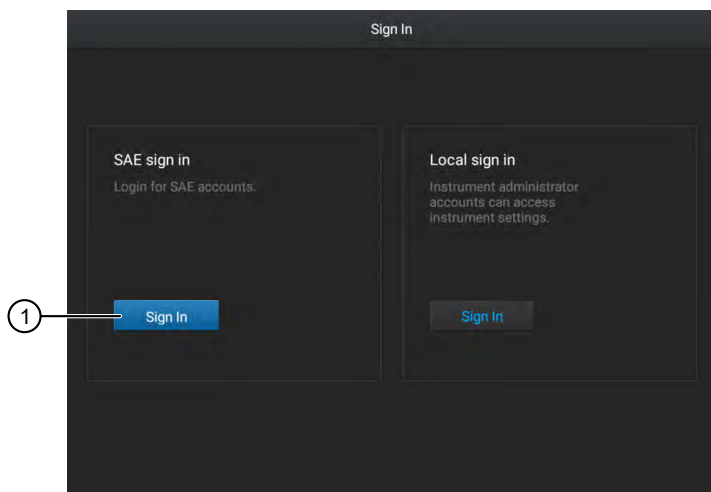 Sign In
SAE sign in
Login for SAE accounts.
Sign In
Local sign in
Instrument administrator
accounts can access
instrument settings.
Sign In
1